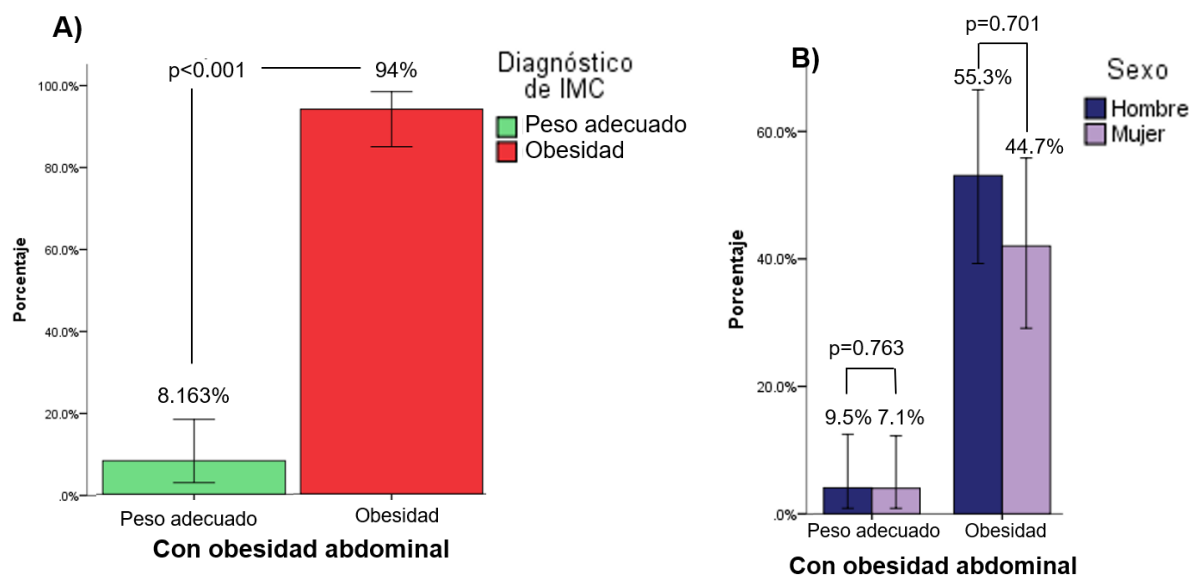 A)
p<0.001
94%
Diagnóstico
de IMC
Peso adecuado
Obesidad
100.0%
80.0%
60.0%
40.0%
20.0%
.0%
Porcentaje
8.163%
Peso adecuado
Obesidad
Con obesidad abdominal
B)
p=0.701
55.3%
44.7%
Sexo
Hombre
Mujer
60.0%
40.0%
20.0%
.0%
Porcentaje
p=0.763
9.5% 7.1%
Peso adecuado
Obesidad
Con obesidad abdominal